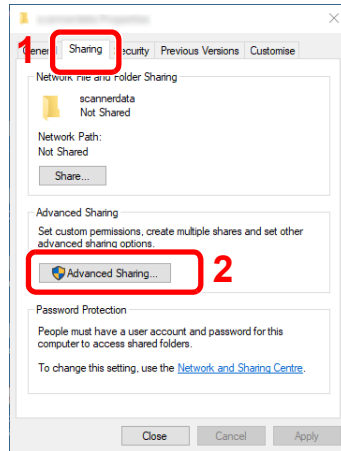 1
General Sharing Security Previous Versions Customise
Network File and Folder Sharing
scannerdata
Not Shared
Network Path:
Not Shared
Share...
Advanced Sharing
Set custom permissions, create multiple shares and set other
advanced sharing options.
Advanced Sharing...
2
Password Protection
People must have a user account and password for this
computer to access shared folders.
To change this setting, use the Network and Sharing Centre.
Close Cancel Apply